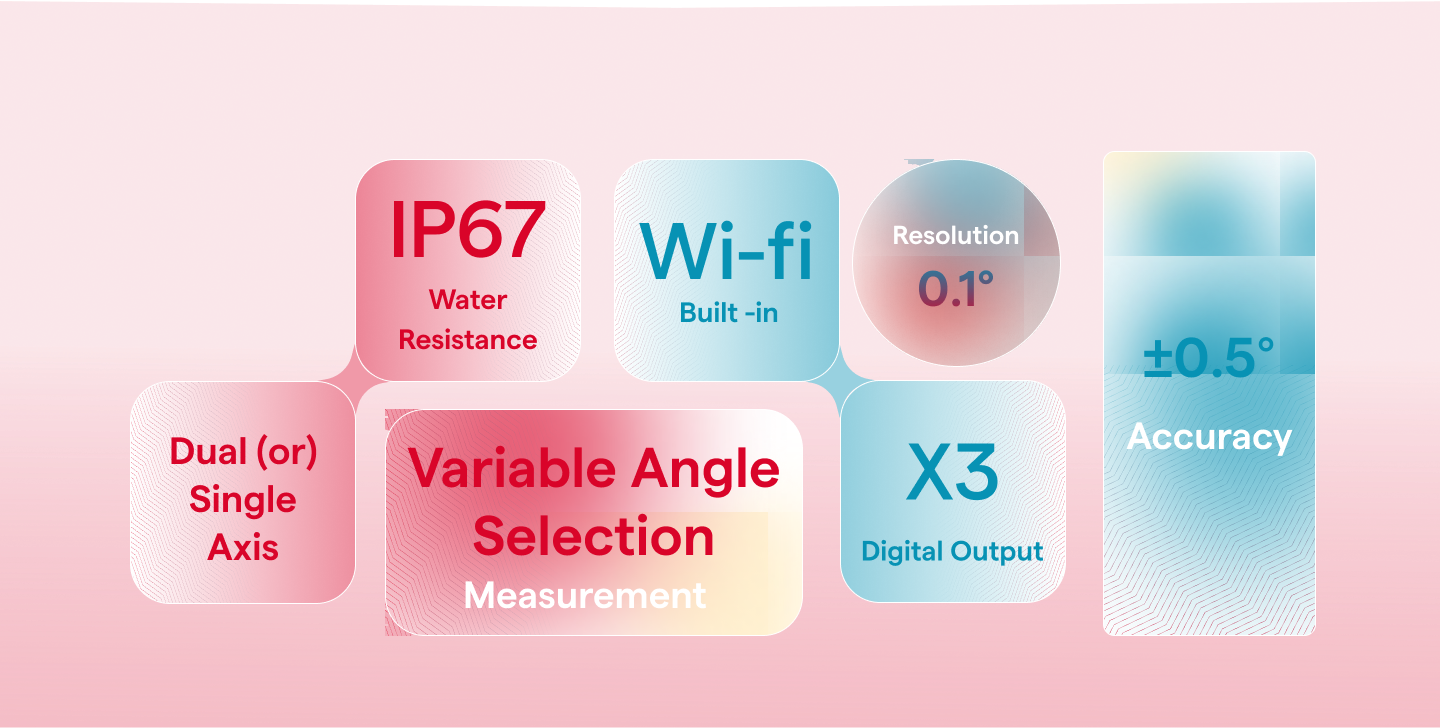 IP67
Water
Resistance
Wi-fi
Built -in
Resolution
0.1°
±0.5°
Accuracy
Dual (or)
Single
Axis
Variable Angle
Selection
Measurement
X3
Digital Output